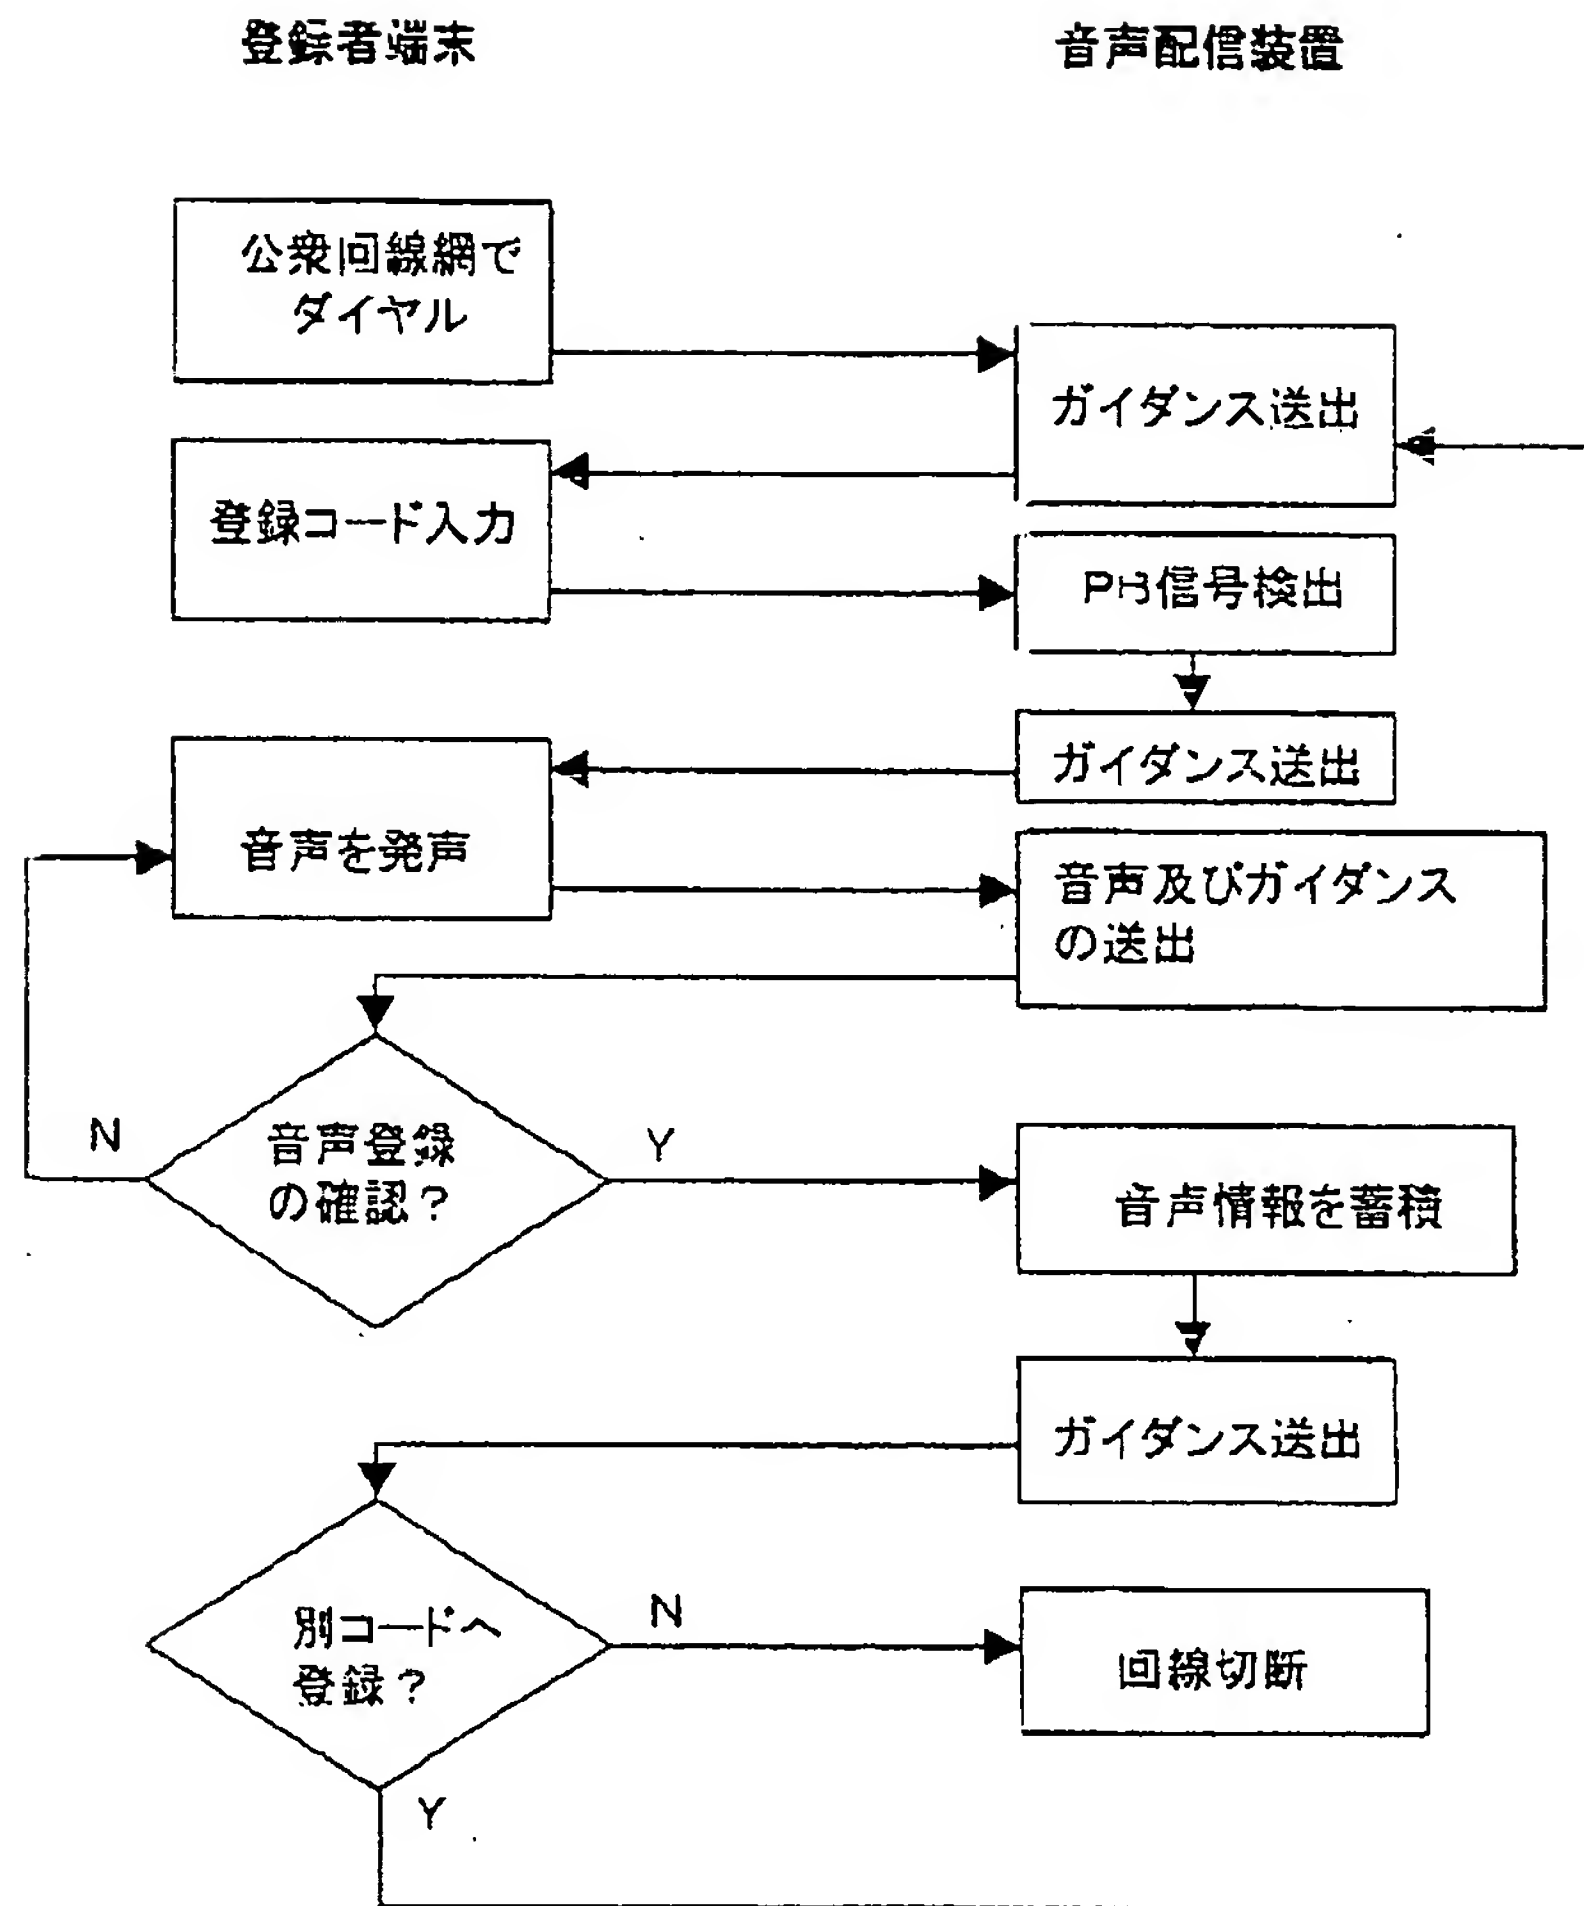 登録者端末
音声配信装置
公衆回線網で
ダイヤル
ガイダンス送出
登録コード入力
PB信号検出
ガイダンス送出
音声を発声
音声及びガイダンス
の送出
N
音声登録
の確認？
Y
音声情報を蓄積
ガイダンス送出
別コードへ
登録？
N
回線切断
Y